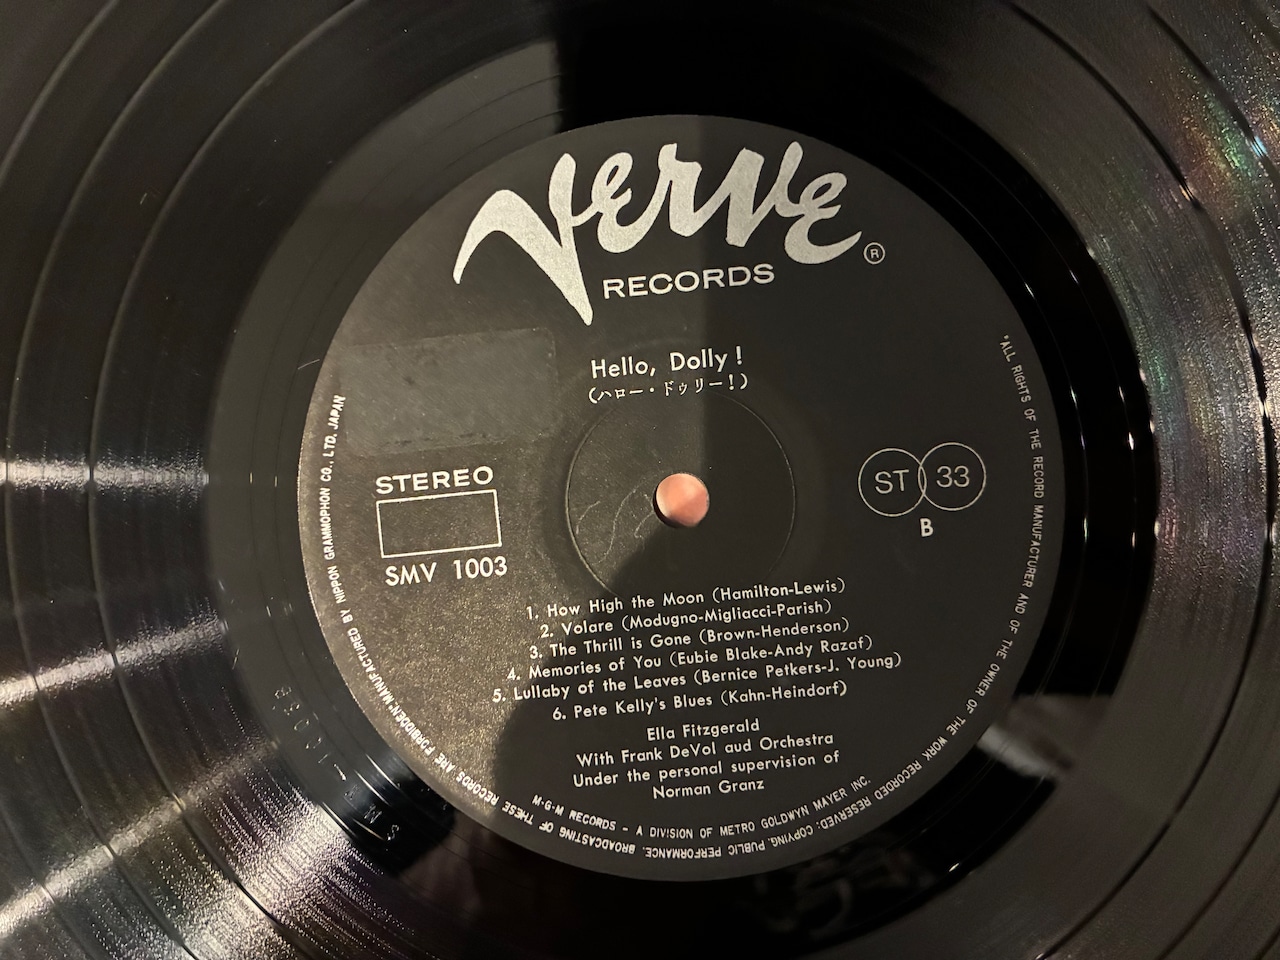 Verve
RECORDS
®
Hello, Dolly!
(ハロー・ドゥリー!)
STEREO
SMV 1003
ST 33
B
1. How High the Moon (Hamilton-Lewis)
2. Volare (Modugno-Migliacci-Parish)
3. The Thrill is Gone (Brown-Henderson)
4. Memories of You (Eubie Blake-Andy Razaf)
5. Lullaby of the Leaves (Bernice Petkers-J. Young)
6. Pete Kelly's Blues (Kahn-Heindorf)
Ella Fitzgerald
With Frank DeVol aud Orchestra
Under the personal supervision of
Norman Granz
M-G-M RECORDS - A DIVISION OF METRO GOLDWYN MAYER INC.
"ALL RIGHTS OF THE RECORD MANUFACTURER AND OF THE OWNER OF THE WORK RECORDED RESERVED: COPYING, PUBLIC PERFORMANCE, BROADCASTING OF THESE RECORDS ARE FORBIDDEN" MANUFACTURED BY NIPPON GRAMMOPHON CO., LTD, JAPAN